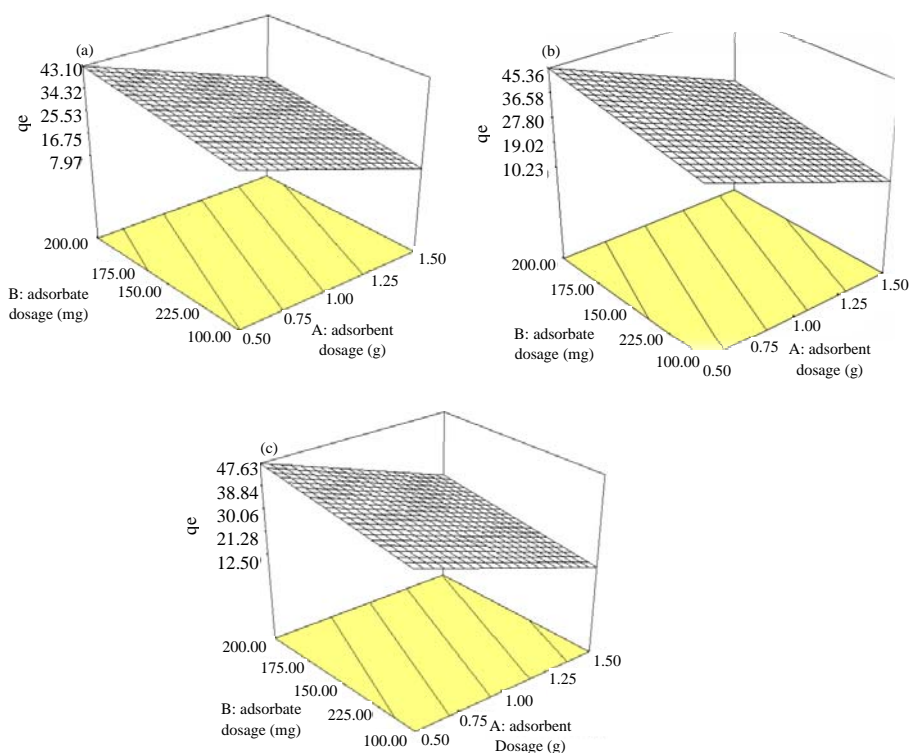 (a)
43.10
34.32
25.53
16.75
7.97
qe
200.00
175.00
150.00
225.00
100.00
B: adsorbate
dosage (mg)
0.50
0.75
1.00
1.25
1.50
A: adsorbent
dosage (g)
(b)
45.36
36.58
27.80
19.02
10.23
qe
200.00
175.00
150.00
225.00
100.00
B: adsorbate
dosage (mg)
0.50
0.75
1.00
1.25
1.50
A: adsorbent
dosage (g)
(c)
47.63
38.84
30.06
21.28
12.50
qe
200.00
175.00
150.00
225.00
100.00
B: adsorbate
dosage (mg)
0.50
0.75
1.00
1.25
1.50
A: adsorbent
Dosage (g)